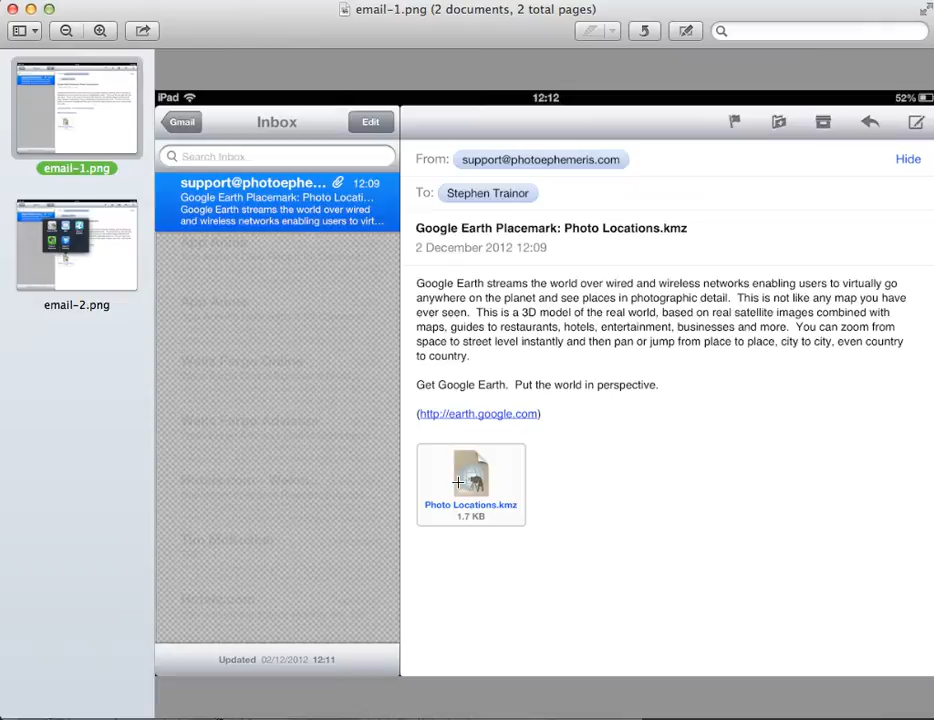 email-1.png (2 documents, 2 total pages)
email-1.png
email-2.png
iPad
12:12
52%
Gmail
Inbox
Edit
Search Inbox...
support@photoephe... 12:09
Google Earth Placemark: Photo Locati...
Google Earth streams the world over wired
and wireless networks enabling users to virt...
Updated 02/12/2012 12:11
From: support@photoephemeris.com
Hide
To: Stephen Trainor
Google Earth Placemark: Photo Locations.kmz
2 December 2012 12:09
Google Earth streams the world over wired and wireless networks enabling users to virtually go
anywhere on the planet and see places in photographic detail. This is not like any map you have
ever seen. This is a 3D model of the real world, based on real satellite images combined with
maps, guides to restaurants, hotels, entertainment, businesses and more. You can zoom from
space to street level instantly and then pan or jump from place to place, city to city, even country
to country.
Get Google Earth. Put the world in perspective.
(http://earth.google.com)
Photo Locations.kmz
1.7 KB